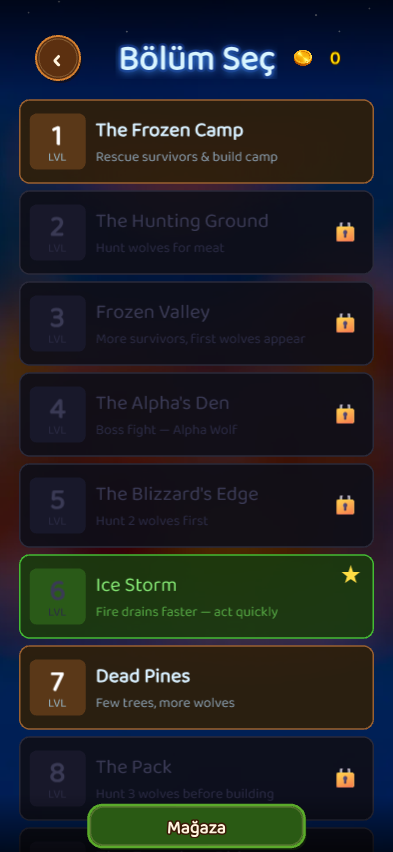 Bölüm Seç 0
1 The Frozen Camp
LVL Rescue survivors & build camp
2 The Hunting Ground
LVL Hunt wolves for meat
3 Frozen Valley
LVL More survivors, first wolves appear
4 The Alpha's Den
LVL Boss fight — Alpha Wolf
5 The Blizzard's Edge
LVL Hunt 2 wolves first
6 Ice Storm
LVL Fire drains faster — act quickly
7 Dead Pines
LVL Few trees, more wolves
8 The Pack
LVL Hunt 3 wolves before building
Mağaza